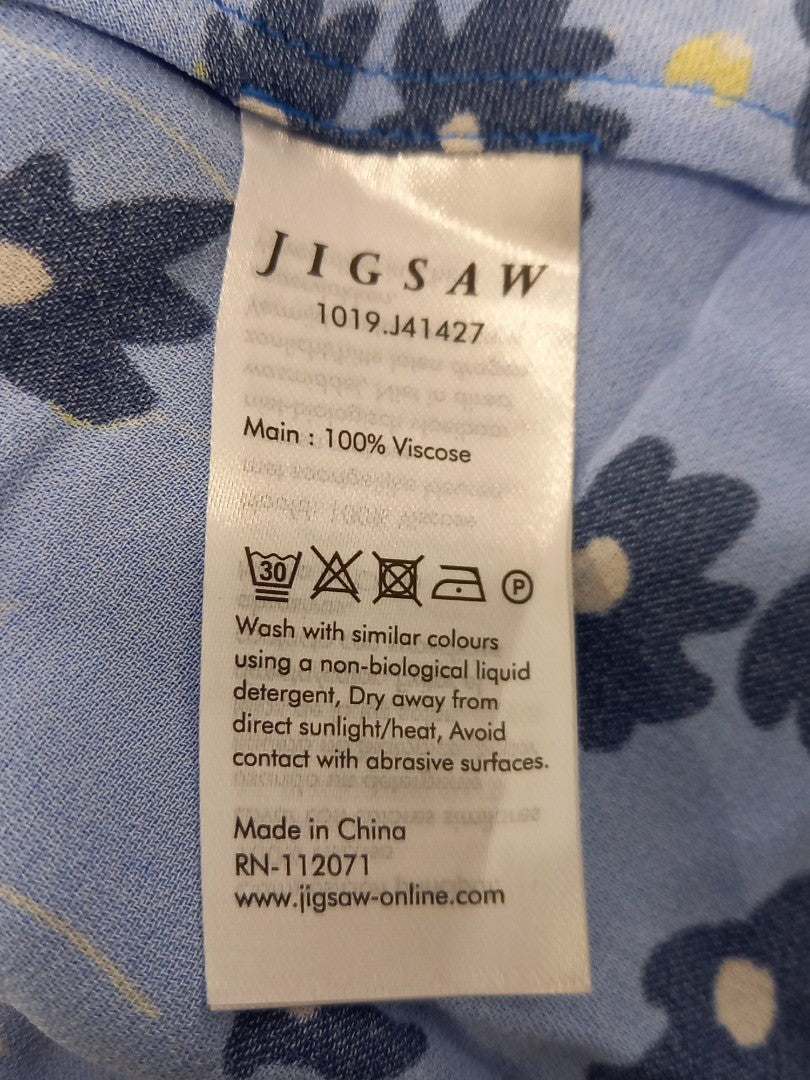 JIGSAW
1019.J41427
Main : 100% Viscose
30
P
Wash with similar colours
using a non-biological liquid
detergent, Dry away from
direct sunlight/heat, Avoid
contact with abrasive surfaces.
Made in China
RN-112071
www.jigsaw-online.com